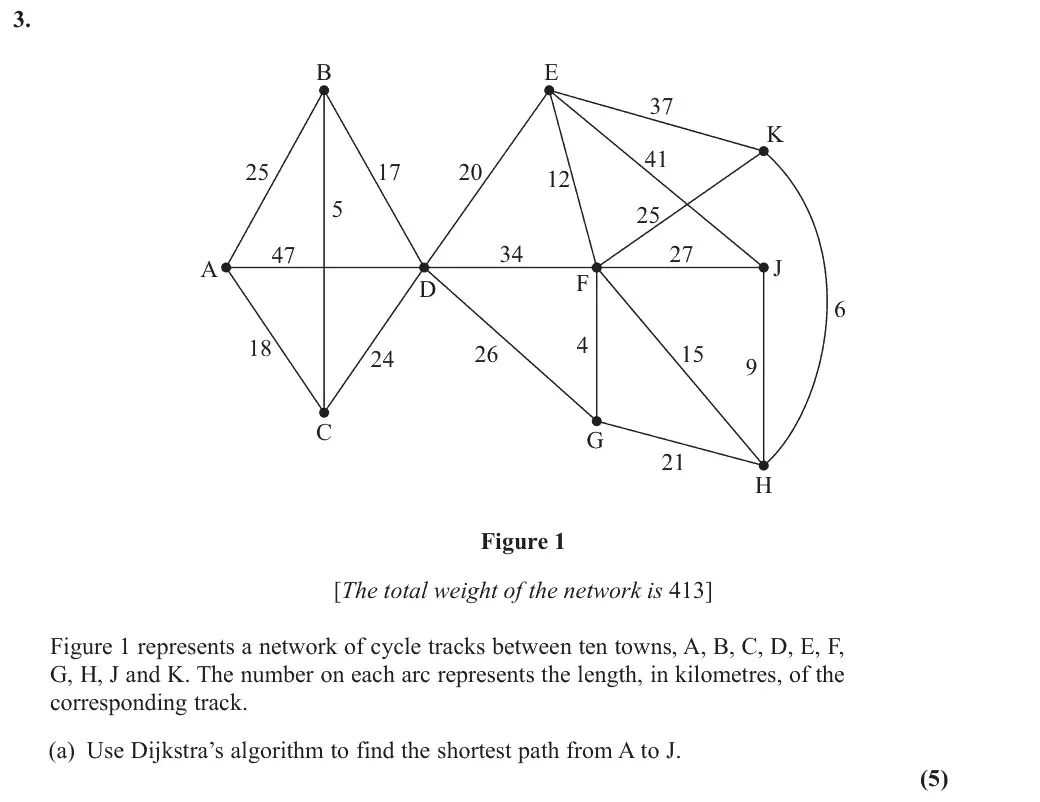 3.
B
E
37
K
41
25
17
20
12
5
25
47
34
27
A
D
F
J
6
18
24
26
4
15
9
C
G
21
H
Figure 1
[The total weight of the network is 413]
Figure 1 represents a network of cycle tracks between ten towns, A, B, C, D, E, F,
G, H, J and K. The number on each arc represents the length, in kilometres, of the
corresponding track.
(a) Use Dijkstra’s algorithm to find the shortest path from A to J.
(5)